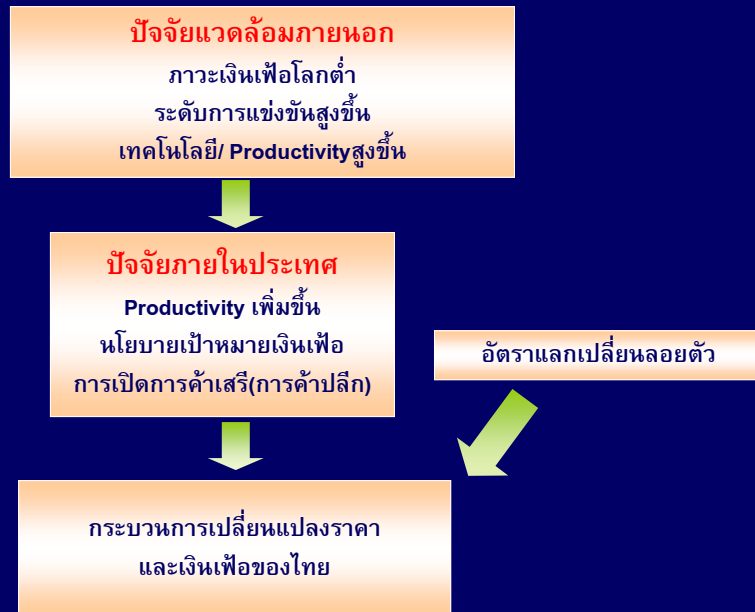 ปัจจัยแวดล้อมภายนอก
ภาวะเงินเฟ้อโลกต่ำ
ระดับการแข่งขันสูงขึ้น
เทคโนโลยี/ Productivityสูงขึ้น
ปัจจัยภายในประเทศ
Productivity เพิ่มขึ้น
นโยบายเป้าหมายเงินเฟ้อ
การเปิดการค้าเสรี(การค้าปลีก)
อัตราแลกเปลี่ยหลอยตัว
กระบวหการเปลี่ยหแปลงราคา
และเงิหเฟ้อของไทย